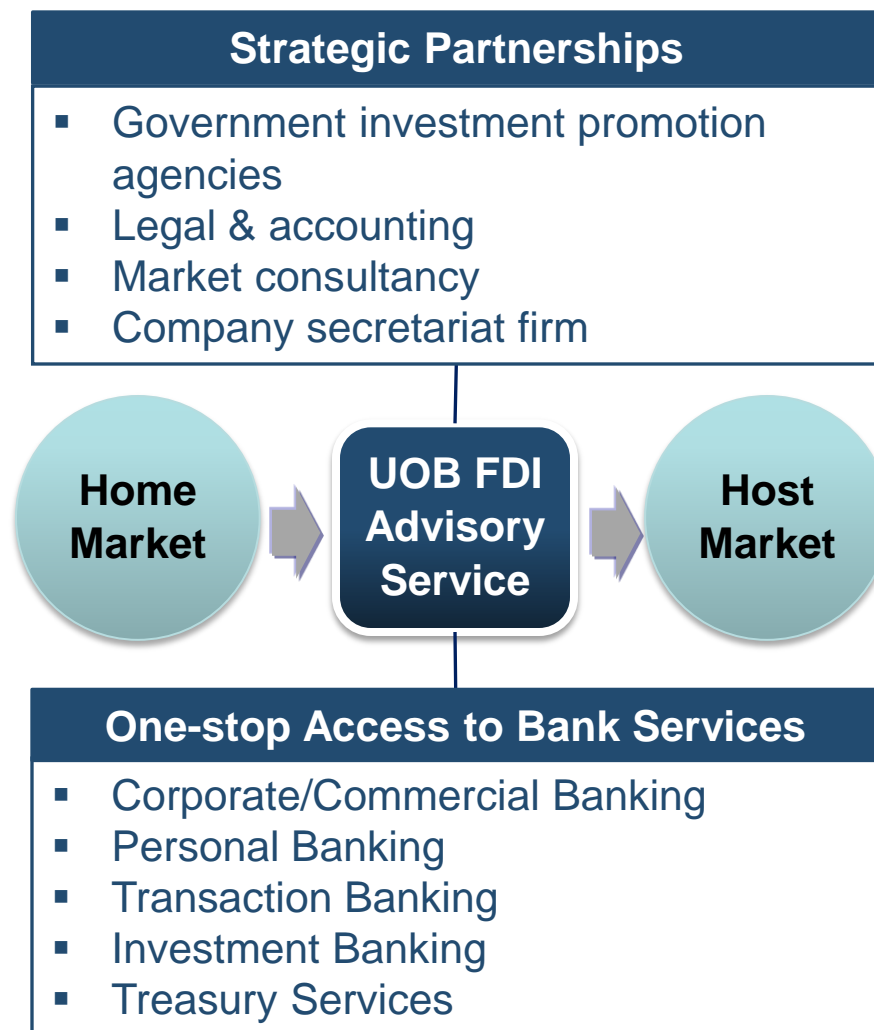 Strategic Partnerships
▪ Government investment promotion
agencies
▪ Legal & accounting
▪ Market consultancy
▪ Company secretariat firm
Home
Market
UOB FDI
Advisory
Service
Host
Market
One-stop Access to Bank Services
▪ Corporate/Commercial Banking
▪ Personal Banking
▪ Transaction Banking
▪ Investment Banking
▪ Treasury Services